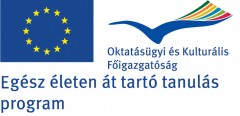 Oktatásügyi és Kulturális
Főigazgatóság
Egész életen át tartó tanulás
program